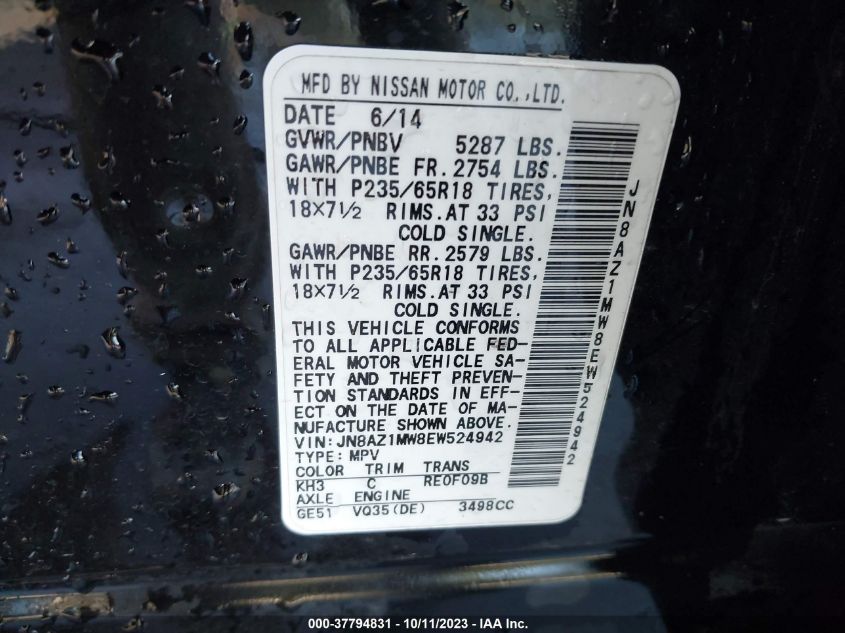 MFD BY NISSAN MOTOR CO.,LTD.
DATE 6/14
GVWR/PNBV 5287 LBS.
GAWR/PNBE FR. 2754 LBS.
WITH P235/65R18 TIRES,
18×7½ RIMS. AT 33 PSI
COLD SINGLE.
GAWR/PNBE RR. 2579 LBS.
WITH P235/65R18 TIRES,
18×7½ RIMS. AT 33 PSI
COLD SINGLE.
THIS VEHICLE CONFORMS
TO ALL APPLICABLE FED-
ERAL MOTOR VEHICLE SA-
FETY AND THEFT PREVEN-
TION STANDARDS IN EFF-
ECT ON THE DATE OF MA-
NUFACTURE SHOWN ABOVE.
VIN: JN8AZ1MW8EW524942
TYPE: MPV
COLOR TRIM TRANS
KH3 C RE0F09B
AXLE ENGINE
GE51 VQ35(DE) 3498CC
JN8AZ1MW8EW524942
000-37794831 - 10/11/2023 - IAA Inc.